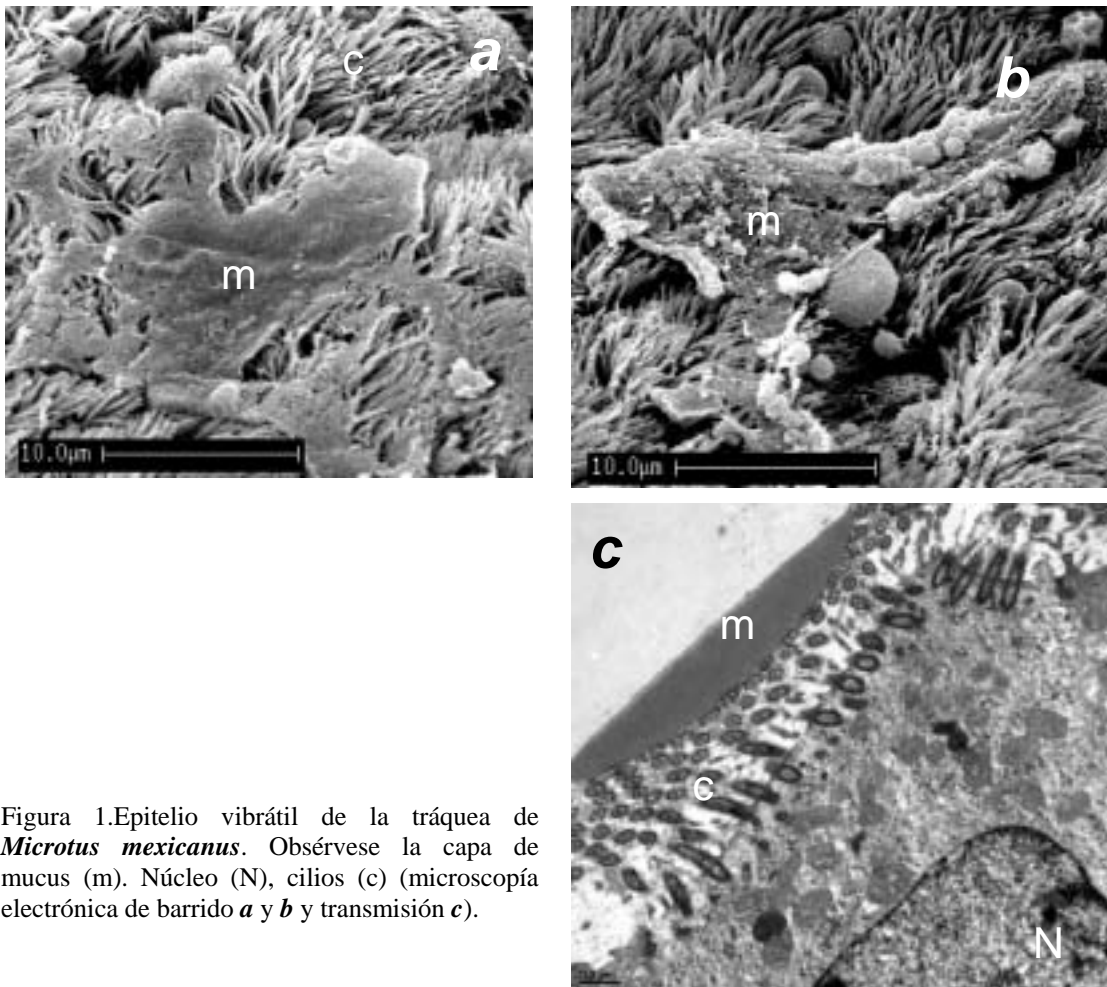 c
a
m
10.0µm
b
m
10.0µm
c
m
c
N
Figura 1.Epitelio vibrátil de la tráquea de
Microtus mexicanus. Obsérvese la capa de
mucus (m). Núcleo (N), cilios (c) (microscopía
electrónica de barrido a y b y transmisión c).